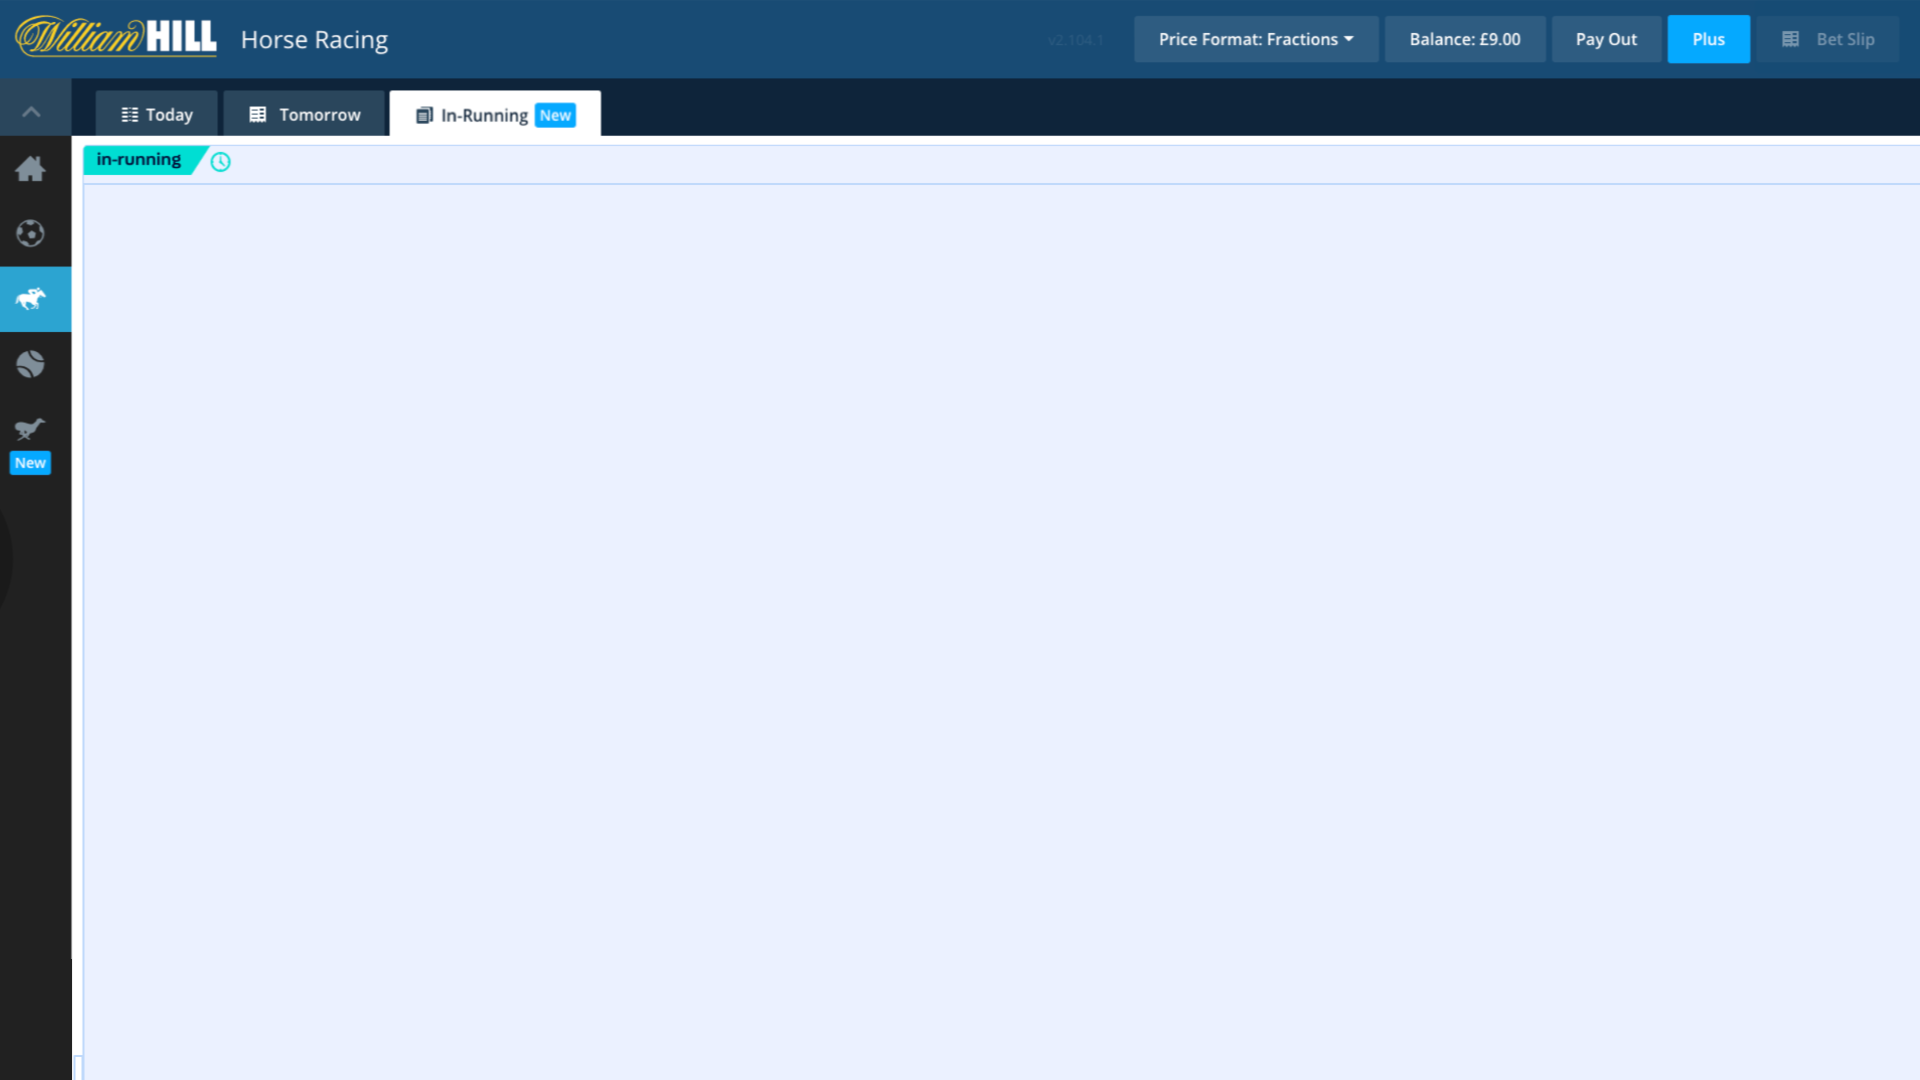 William HILL Horse Racing v2.104.1 Price Format: Fractions Balance: £9.00 Pay Out Plus Bet Slip
Today Tomorrow In-Running New
in-running
New